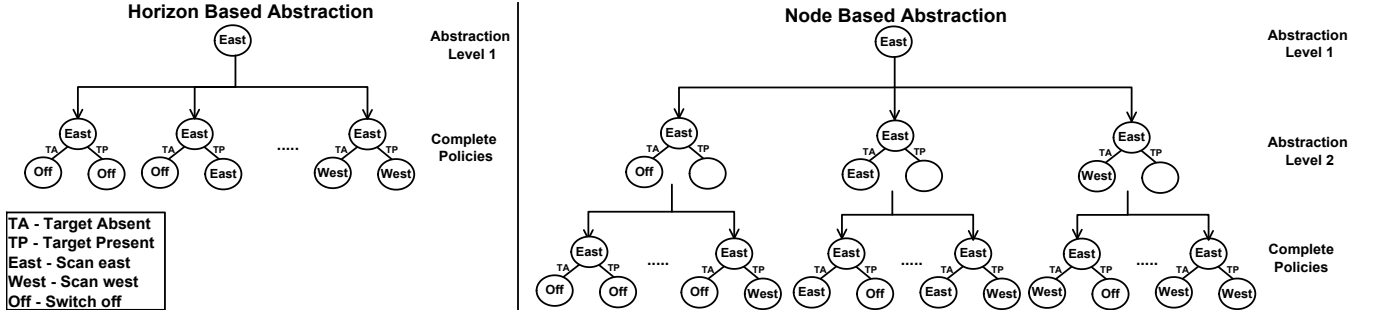 Horizon Based Abstraction
East
Abstraction
Level 1
East East ..... East
TA TP TA TP TA TP
Off Off Off East West West
Complete
Policies
TA - Target Absent
TP - Target Present
East - Scan east
West - Scan west
Off - Switch off
Node Based Abstraction
East
Abstraction
Level 1
East East East
TA TP TA TP TA TP
Off East West
Abstraction
Level 2
East ..... East East ..... East East ..... East
TA TP TA TP TA TP TA TP TA TP TA TP
Off Off Off West East Off East West West Off West West
Complete
Policies